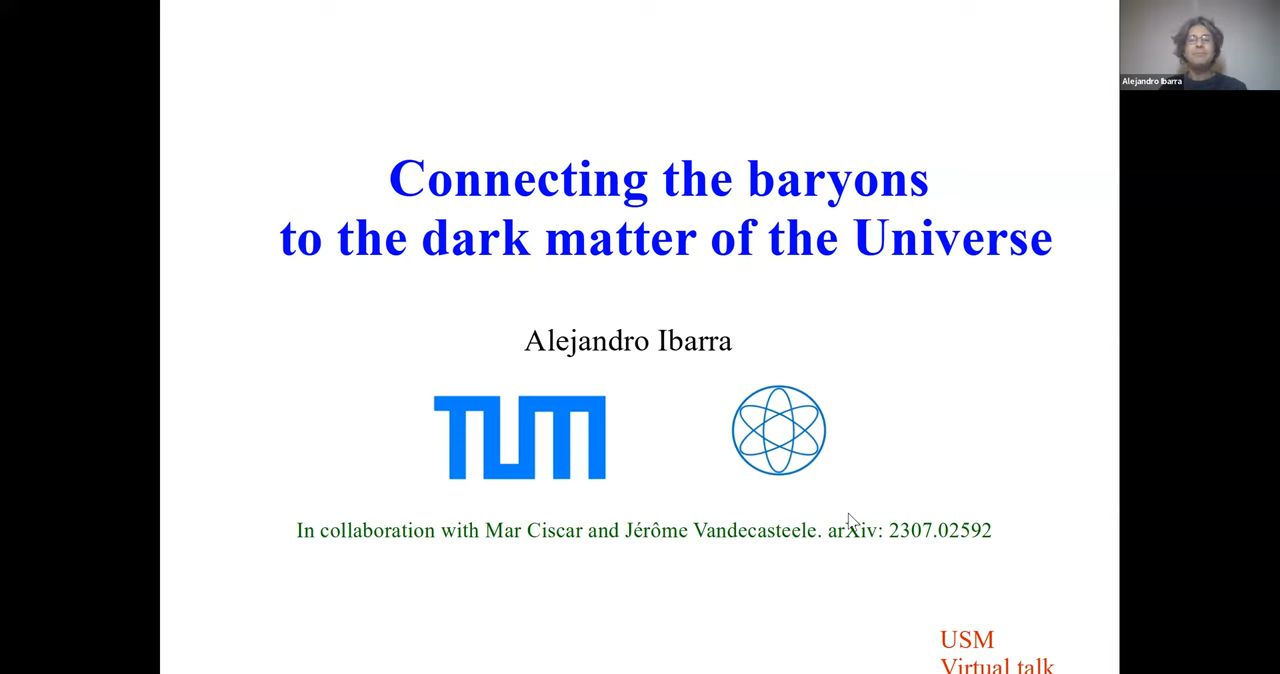 Alejandro Ibarra
Connecting the baryons
to the dark matter of the Universe
Alejandro Ibarra
TUM
In collaboration with Mar Ciscar and Jérôme Vandecasteele. arXiv: 2307.02592
USM
Virtual talk